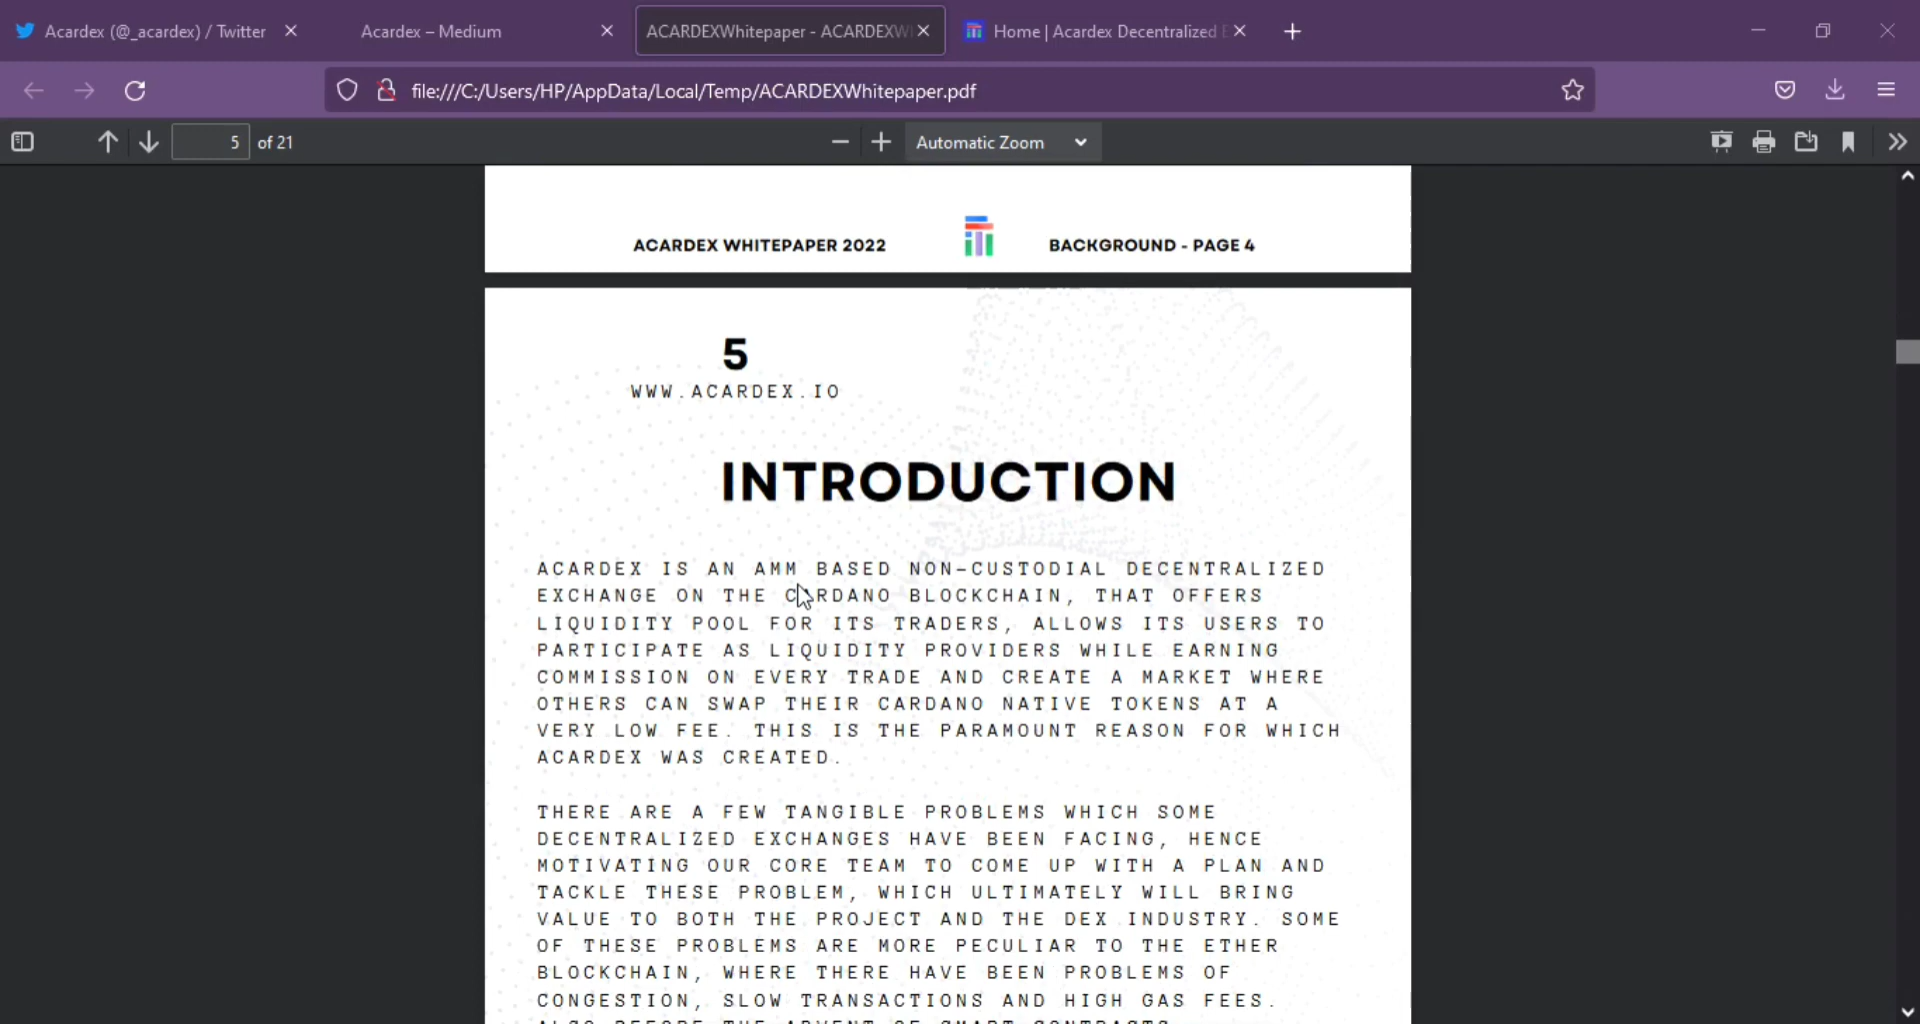 Acardex (@_acardex) / Twitter
Acardex – Medium
ACARDEXWhitepaper - ACARDEXW
Home | Acardex Decentralized E
file:///C:/Users/HP/AppData/Local/Temp/ACARDEXWhitepaper.pdf
5 of 21
Automatic Zoom
ACARDEX WHITEPAPER 2022
BACKGROUND - PAGE 4
5
WWW.ACARDEX.IO
INTRODUCTION
ACARDEX IS AN AMM BASED NON-CUSTODIAL DECENTRALIZED
EXCHANGE ON THE CARDANO BLOCKCHAIN, THAT OFFERS
LIQUIDITY POOL FOR ITS TRADERS, ALLOWS ITS USERS TO
PARTICIPATE AS LIQUIDITY PROVIDERS WHILE EARNING
COMMISSION ON EVERY TRADE AND CREATE A MARKET WHERE
OTHERS CAN SWAP THEIR CARDANO NATIVE TOKENS AT A
VERY LOW FEE. THIS IS THE PARAMOUNT REASON FOR WHICH
ACARDEX WAS CREATED.
THERE ARE A FEW TANGIBLE PROBLEMS WHICH SOME
DECENTRALIZED EXCHANGES HAVE BEEN FACING, HENCE
MOTIVATING OUR CORE TEAM TO COME UP WITH A PLAN AND
TACKLE THESE PROBLEM, WHICH ULTIMATELY WILL BRING
VALUE TO BOTH THE PROJECT AND THE DEX INDUSTRY. SOME
OF THESE PROBLEMS ARE MORE PECULIAR TO THE ETHER
BLOCKCHAIN, WHERE THERE HAVE BEEN PROBLEMS OF
CONGESTION, SLOW TRANSACTIONS AND HIGH GAS FEES.
ALSO BEFORE THE ADVENT OF SMART CONTRACTS